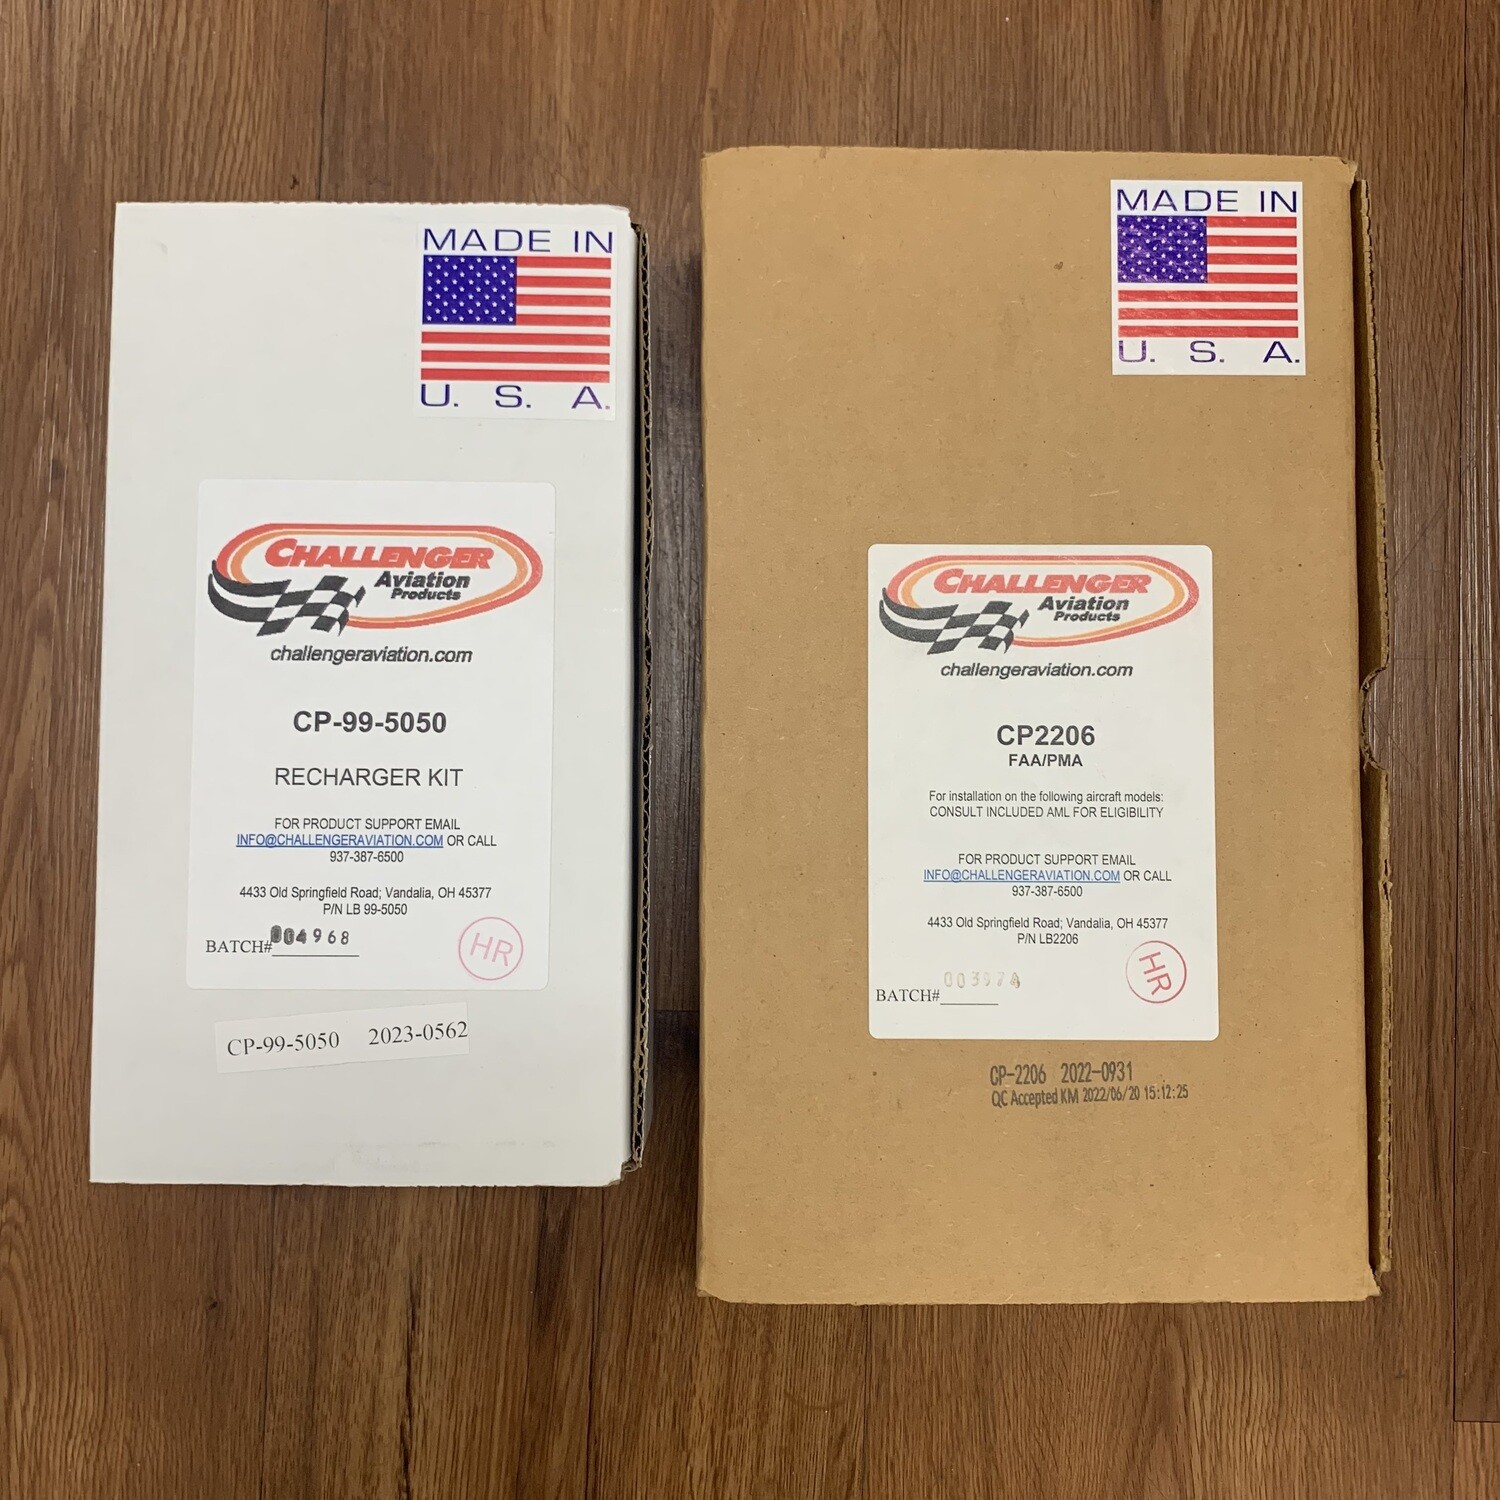 MADE IN
U. S. A.
CHALLENGER
Aviation
Products
challengeraviation.com
CP-99-5050
RECHARGER KIT
FOR PRODUCT SUPPORT EMAIL
INFO@CHALLENGERAVIATION.COM OR CALL
937-387-6500
4433 Old Springfield Road; Vandalia, OH 45377
P/N LB 99-5050
BATCH# 004968
HR
CP-99-5050 2023-0562
MADE IN
U. S. A.
CHALLENGER
Aviation
Products
challengeraviation.com
CP2206
FAA/PMA
For installation on the following aircraft models:
CONSULT INCLUDED AML FOR ELIGIBILITY
FOR PRODUCT SUPPORT EMAIL
INFO@CHALLENGERAVIATION.COM OR CALL
937-387-6500
4433 Old Springfield Road; Vandalia, OH 45377
P/N LB2206
BATCH#
HR
CP-2206 2022-0931
QC Accepted KM 2022/06/20 15:12:25